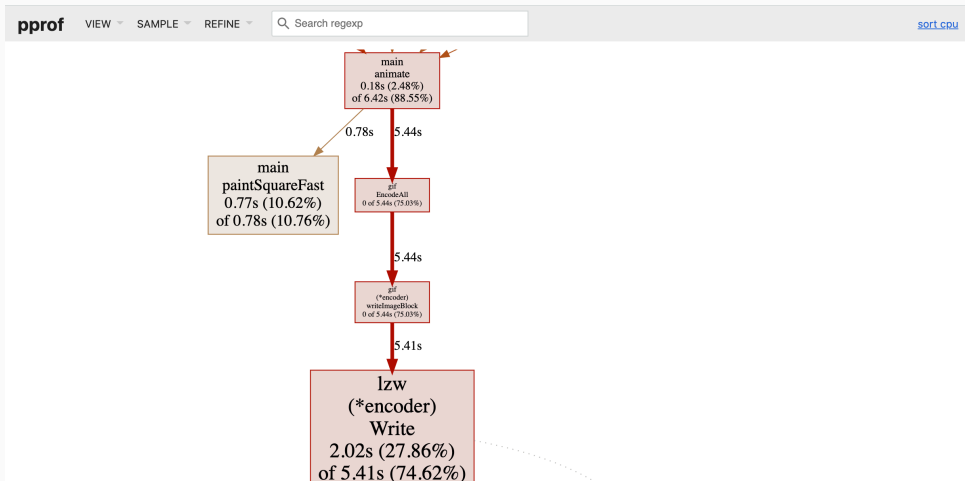 pprof VIEW SAMPLE REFINE Search regexp sort cpu
main
animate
0.18s (2.48%)
of 6.42s (88.55%)
0.78s 5.44s
main
paintSquareFast
0.77s (10.62%)
of 0.78s (10.76%)
gif
EncodeAll
0 of 5.44s (75.03%)
5.44s
gif
(*encoder)
writeImageBlock
0 of 5.44s (75.03%)
5.41s
lzw
(*encoder)
Write
2.02s (27.86%)
of 5.41s (74.62%)